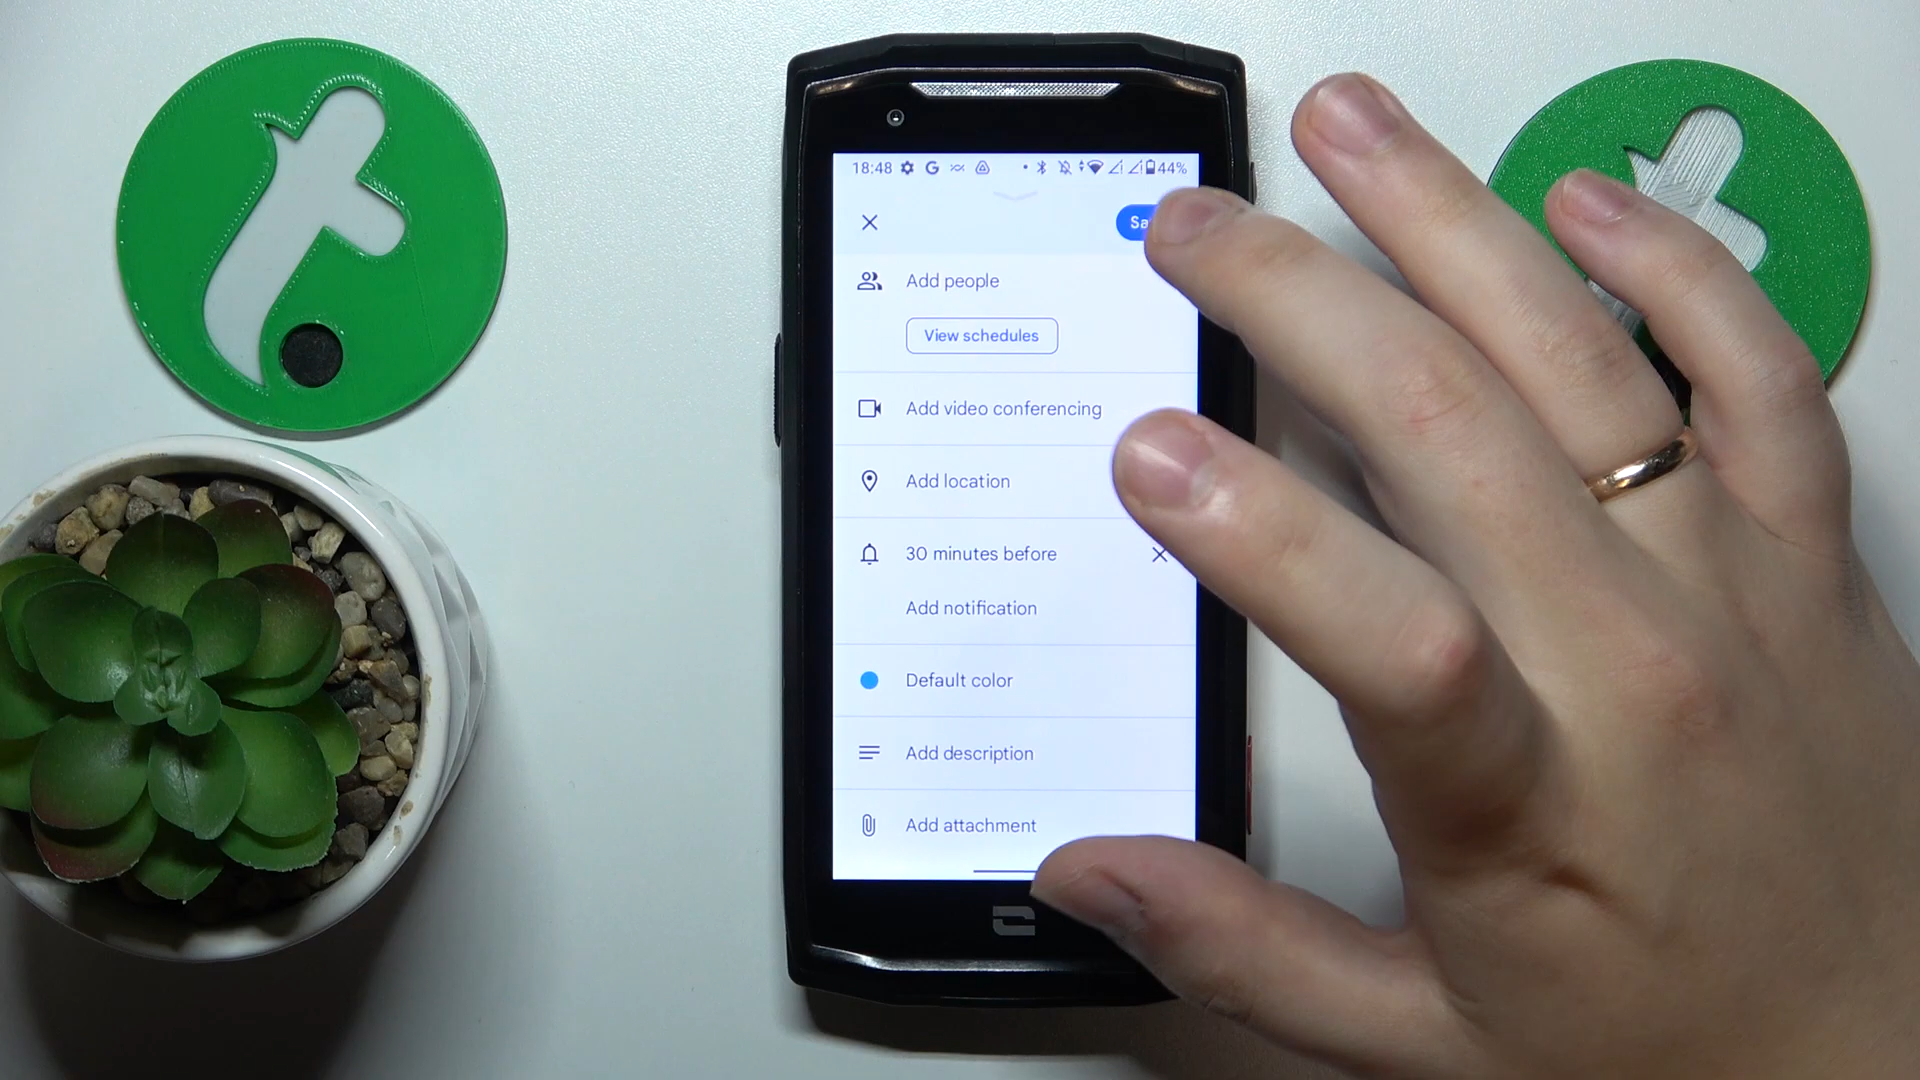 18:48 G 44%
Add people
View schedules
Add video conferencing
Add location
30 minutes before
Add notification
Default color
Add description
Add attachment